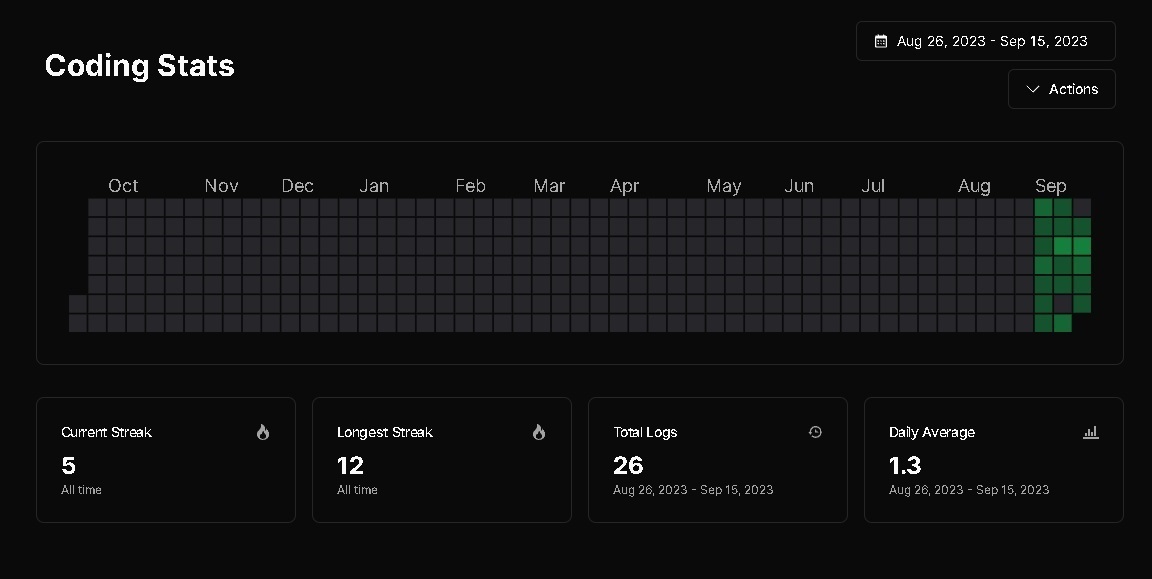 Coding Stats
Aug 26, 2023 - Sep 15, 2023
Actions
Oct Nov Dec Jan Feb Mar Apr May Jun Jul Aug Sep
Current Streak
5
All time
Longest Streak
12
All time
Total Logs
26
Aug 26, 2023 - Sep 15, 2023
Daily Average
1.3
Aug 26, 2023 - Sep 15, 2023